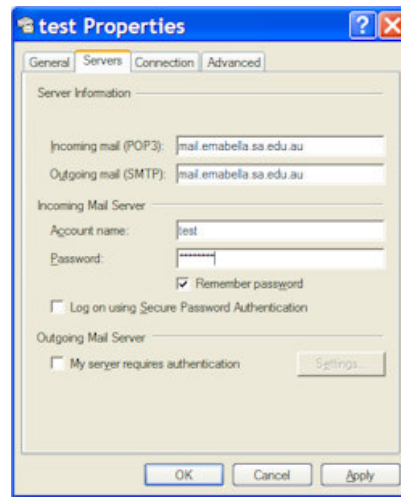 test Properties
General Servers Connection Advanced
Server Information
Incoming mail (POP3): mail.ernabella.sa.edu.au
Outgoing mail (SMTP): mail.ernabella.sa.edu.au
Incoming Mail Server
Account name: test
Password: ••••••••
Remember password
Log on using Secure Password Authentication
Outgoing Mail Server
My server requires authentication Settings...
OK Cancel Apply